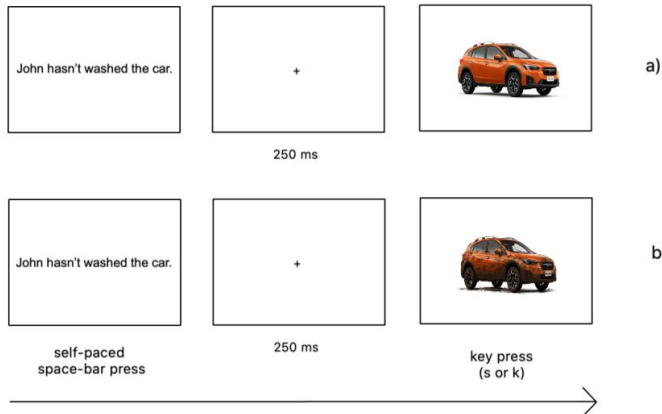 John hasn't washed the car.
+
a)
250 ms
John hasn't washed the car.
+
b
250 ms
self-paced
space-bar press
key press
(s or k)